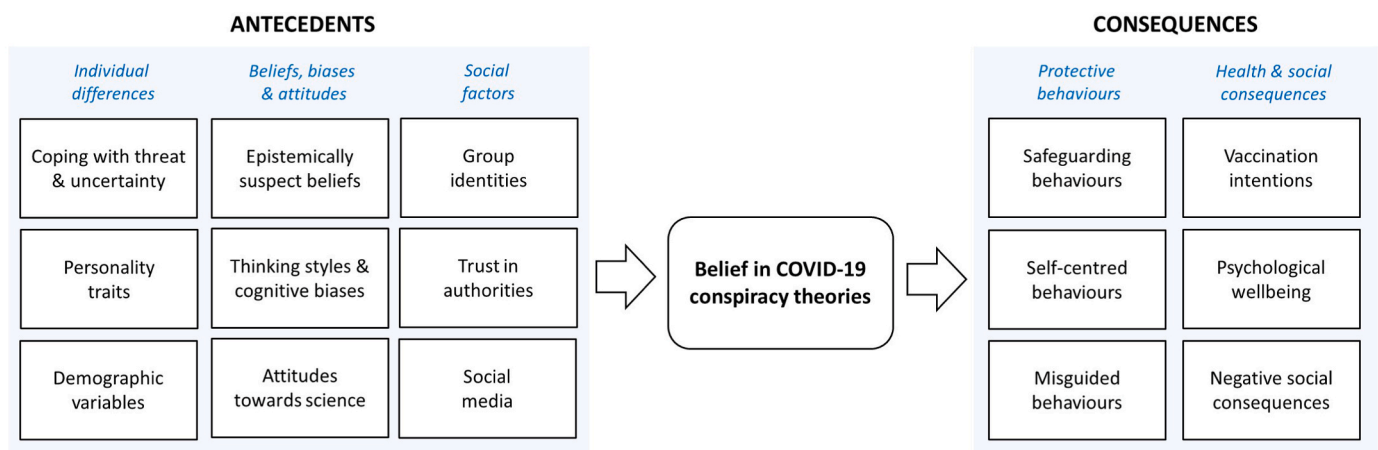 ANTECEDENTS
Individual
differences
Beliefs, biases
& attitudes
Social
factors
Coping with threat
& uncertainty
Epistemically
suspect beliefs
Group
identities
Personality
traits
Thinking styles &
cognitive biases
Trust in
authorities
Demographic
variables
Attitudes
towards science
Social
media
Belief in COVID-19
conspiracy theories
CONSEQUENCES
Protective
behaviours
Health & social
consequences
Safeguarding
behaviours
Vaccination
intentions
Self-centred
behaviours
Psychological
wellbeing
Misguided
behaviours
Negative social
consequences